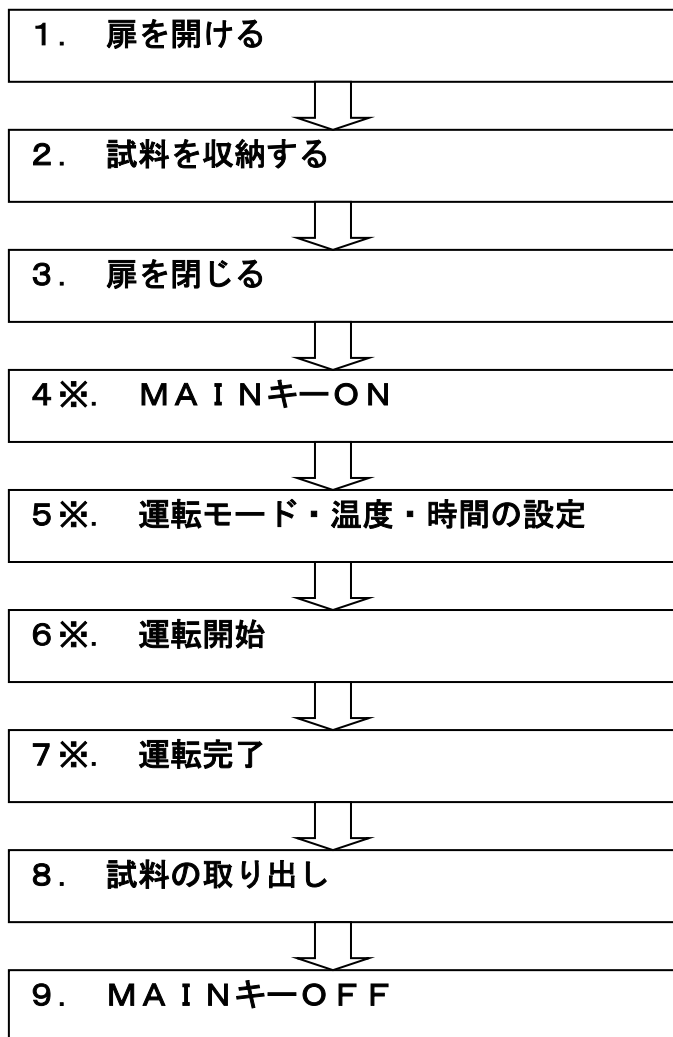 １．　扉を開ける
２．　試料を収納する
３．　扉を閉じる
４※．　ＭＡＩＮキーＯＮ
５※．　運転モード・温度・時間の設定
６※．　運転開始
７※．　運転完了
８．　試料の取り出し
９．　ＭＡＩＮキーＯＦＦ